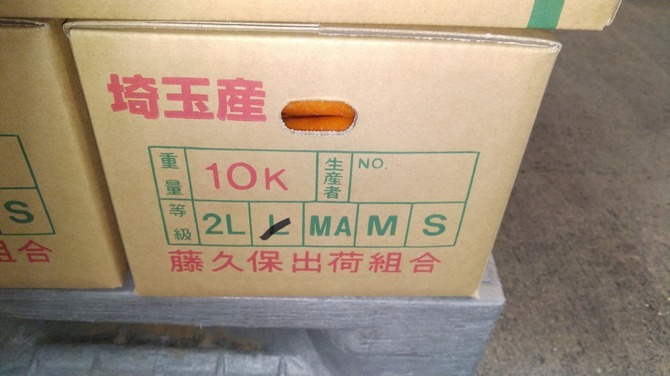 埼玉産
重量 10K 生産者 NO.
等級 2L L MA M S
藤久保出荷組合
S
組合